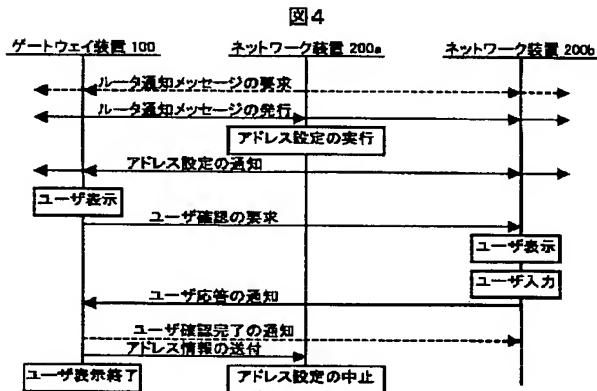 図4
ゲートウェイ装置 100 ネットワーク装置 200a ネットワーク装置 200b
ルータ通知メッセージの要求
ルータ通知メッセージの発行
アドレス設定の実行
アドレス設定の通知
ユーザ表示
ユーザ確認の要求
ユーザ表示
ユーザ入力
ユーザ応答の通知
ユーザ確認完了の通知
アドレス情報の送付
ユーザ表示終了 アドレス設定の中止